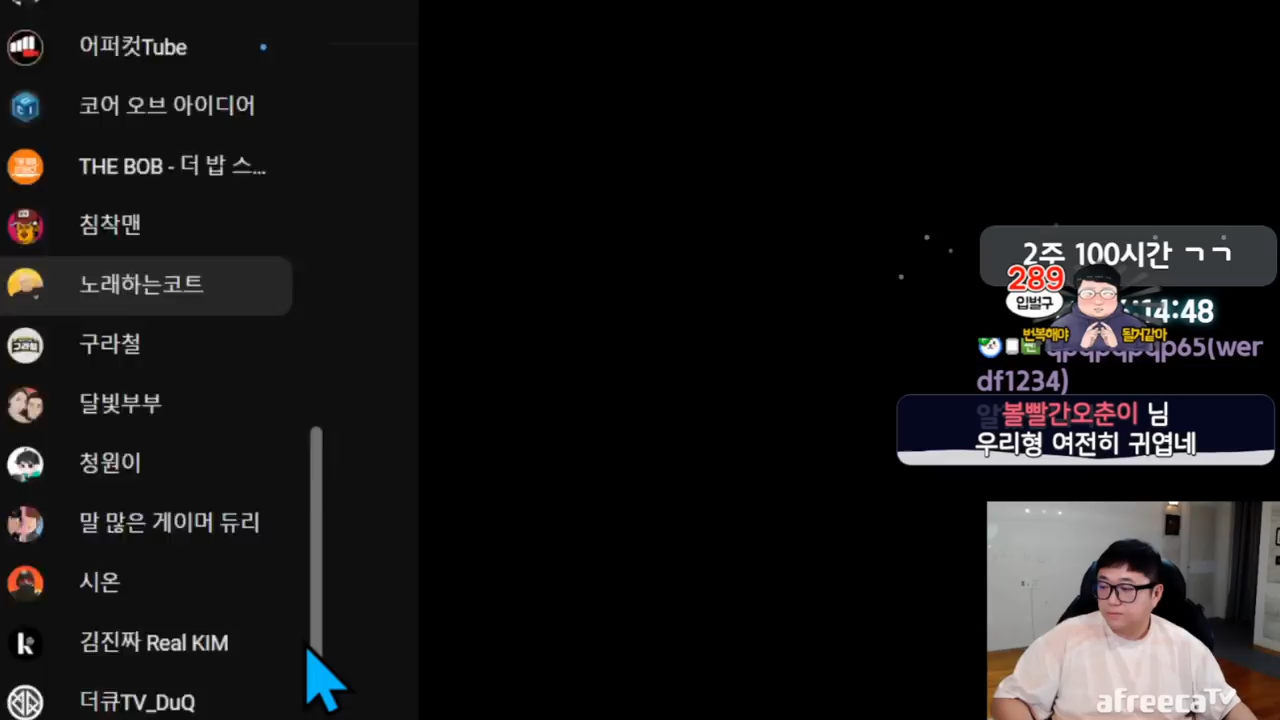 어퍼컷Tube
코어 오브 아이디어
THE BOB - 더 밥 스...
침착맨
노래하는코트
구라철
달빛부부
청원이
말 많은 게이머 듀리
시온
김진짜 Real KIM
더큐TV_DuQ
2주 100시간 ㄱㄱ
289
입벌구
14:48
번복해야 될거같아
qpqpqpqp65(wer
df1234)
볼빨간오춘이 님
우리형 여전히 귀엽네
afreecaTV